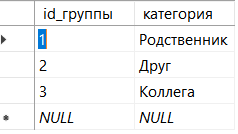 id_группы категория
1 Родственник
2 Друг
3 Коллега
NULL NULL